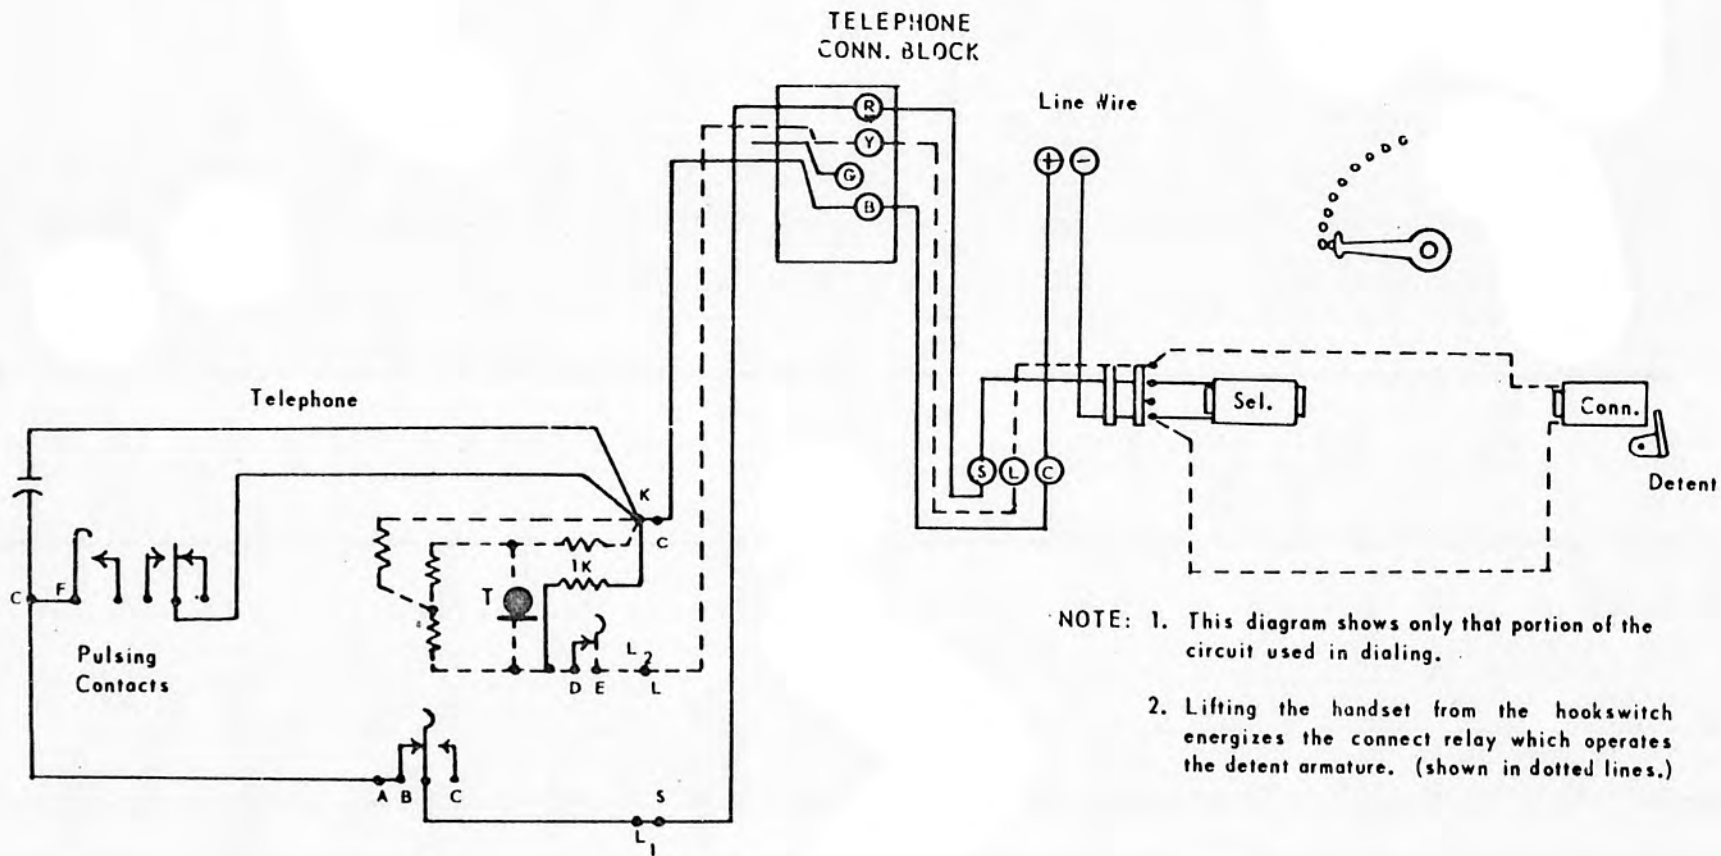 TELEPHONE
CONN. BLOCK
R
Y
G
B
Line Wire
+ -
Telephone
Sel.
Conn.
Detent
S L C
K
C
1K
T
C F
Pulsing
Contacts
D E
L2
L
A B C
S
L1
NOTE: 1. This diagram shows only that portion of the
circuit used in dialing.
2. Lifting the handset from the hookswitch
energizes the connect relay which operates
the detent armature. (shown in dotted lines.)